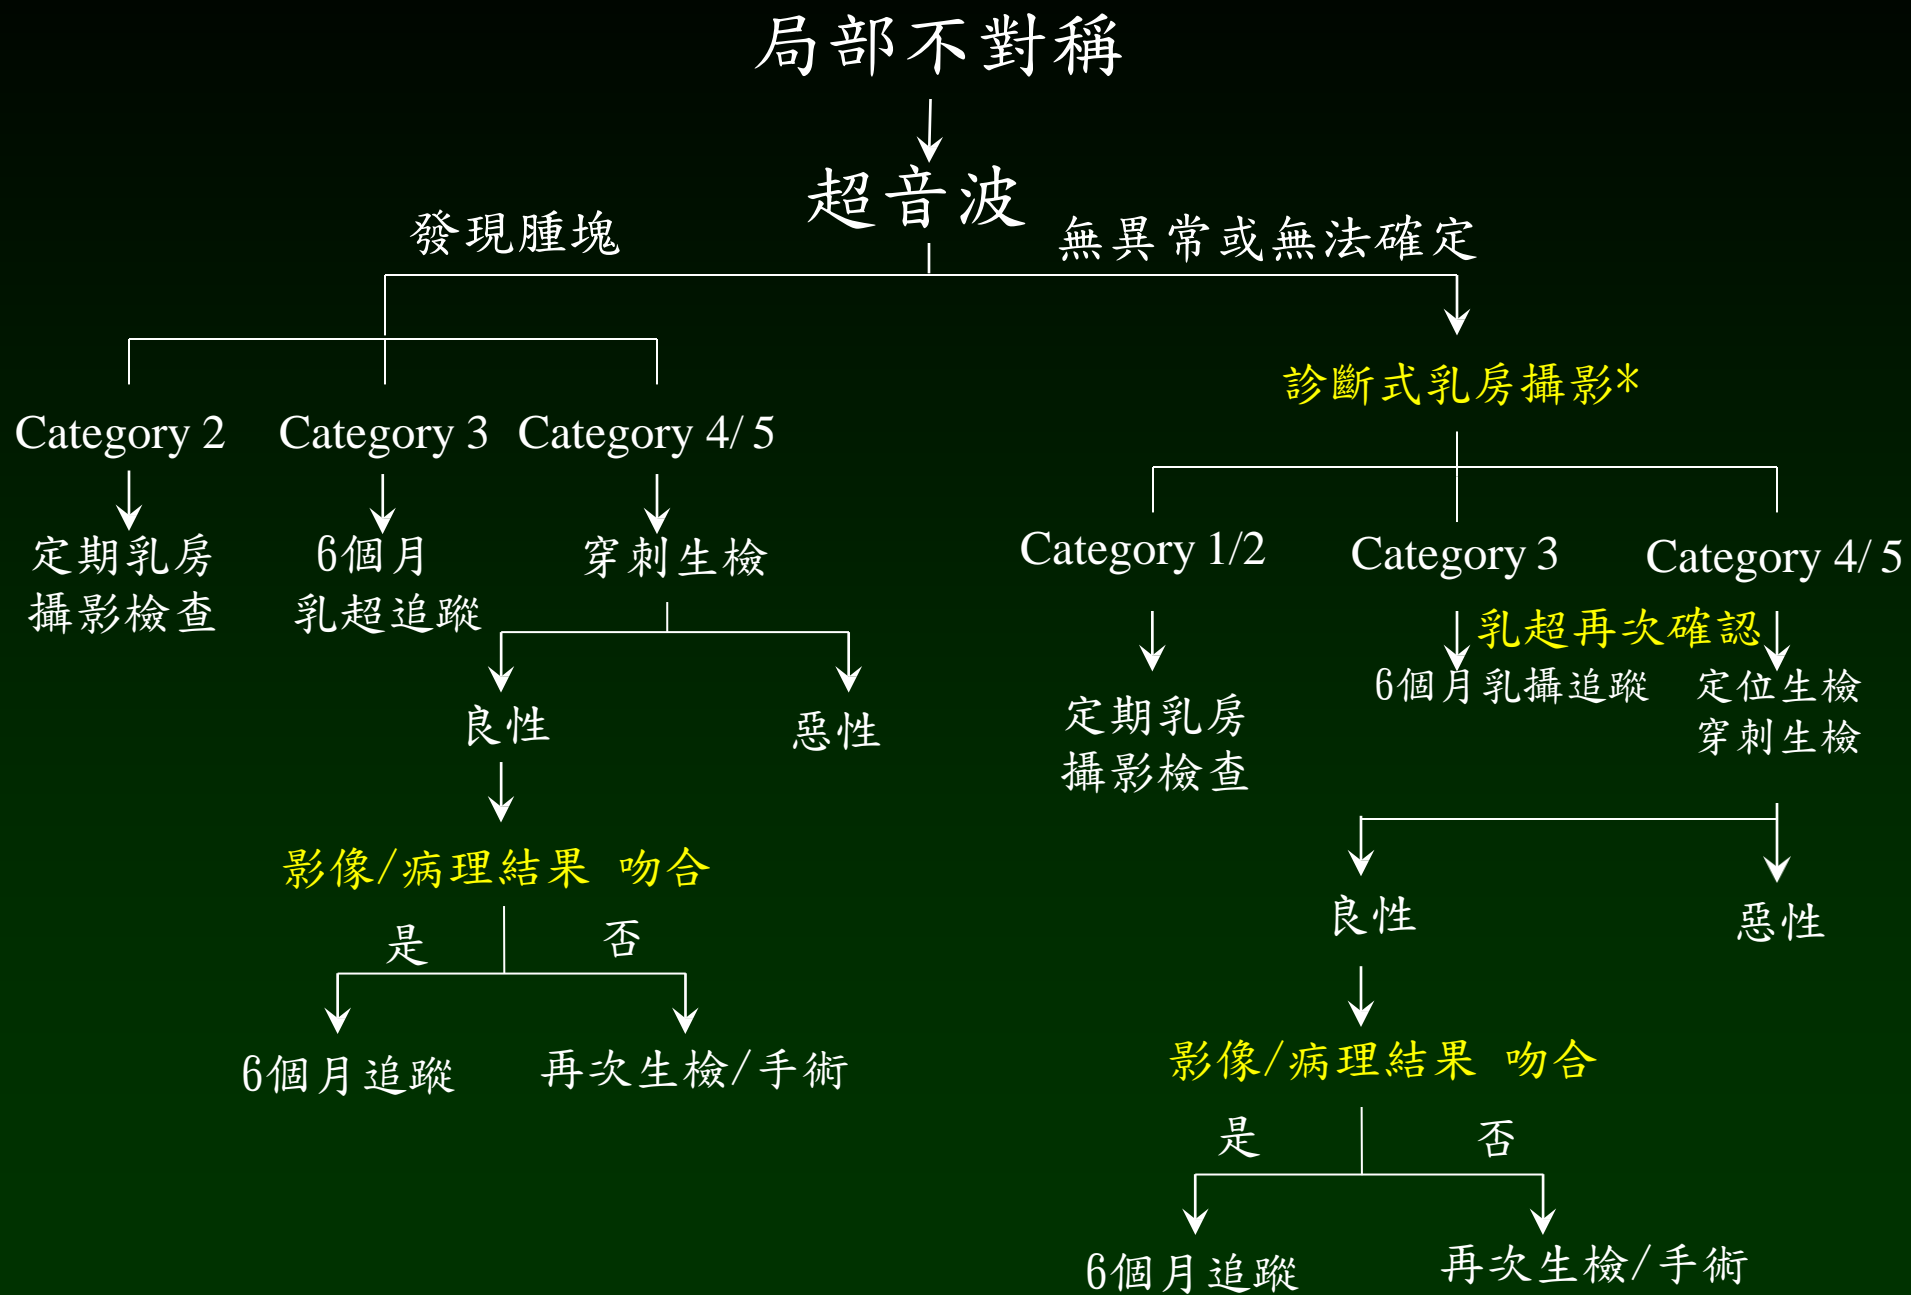 局部不對稱
超音波
發現腫塊
無異常或無法確定
診斷式乳房攝影*
Category 2
Category 3
Category 4/ 5
定期乳房
攝影檢查
6個月
乳超追蹤
穿刺生檢
Category 1/2
Category 3
Category 4/ 5
乳超再次確認
定期乳房
攝影檢查
6個月乳攝追蹤
定位生檢
穿刺生檢
良性
惡性
影像/病理結果 吻合
是
否
6個月追蹤
再次生檢/手術
良性
惡性
影像/病理結果 吻合
是
否
6個月追蹤
再次生檢/手術